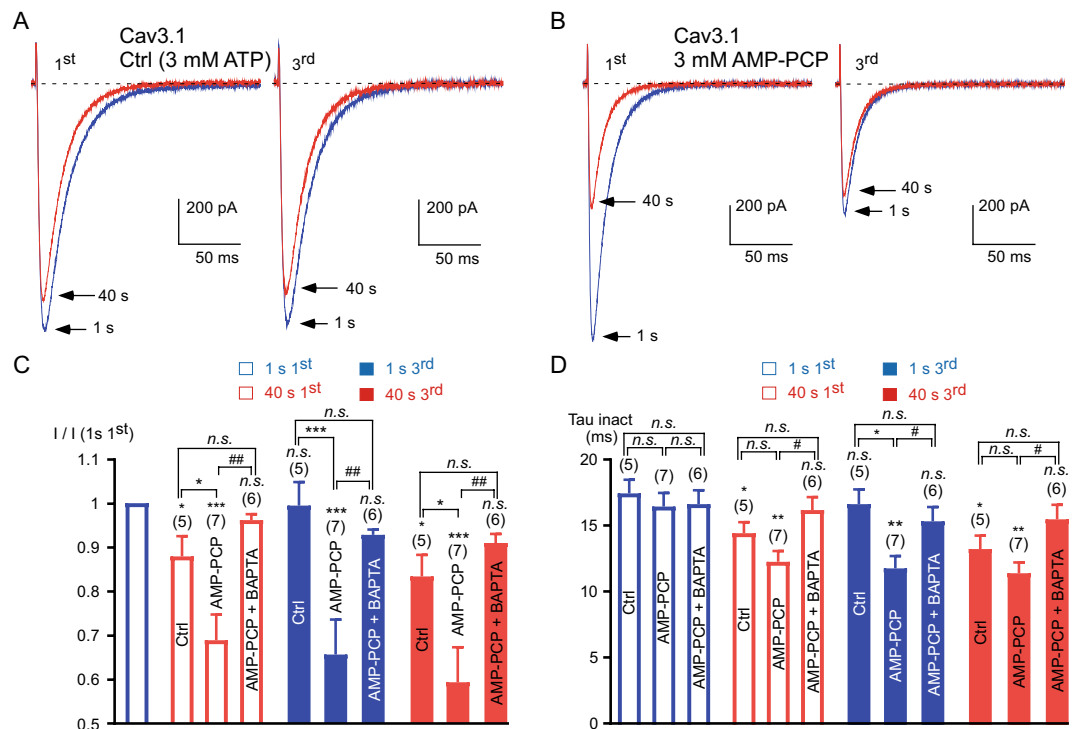 A
Cav3.1
Ctrl (3 mM ATP)
1st
3rd
200 pA
50 ms
200 pA
50 ms
40 s
1 s
40 s
1 s
B
Cav3.1
3 mM AMP-PCP
1st
3rd
40 s
1 s
200 pA
50 ms
40 s
1 s
200 pA
50 ms
C
1 s 1st
1 s 3rd
40 s 1st
40 s 3rd
I / I (1s 1st)
1.1
1
0.9
0.8
0.7
0.6
0.5
n.s.
##
*
* (5)
*** (7)
n.s. (6)
Ctrl
AMP-PCP
AMP-PCP + BAPTA
n.s.
***
##
n.s. (5)
*** (7)
n.s. (6)
Ctrl
AMP-PCP
AMP-PCP + BAPTA
n.s.
##
*
* (5)
*** (7)
n.s. (6)
Ctrl
AMP-PCP
AMP-PCP + BAPTA
D
1 s 1st
1 s 3rd
40 s 1st
40 s 3rd
Tau inact
(ms)
20
15
10
5
0
n.s.
n.s. n.s.
(5)
(7)
(6)
Ctrl
AMP-PCP
AMP-PCP + BAPTA
n.s.
n.s. #
* (5)
** (7)
n.s. (6)
Ctrl
AMP-PCP
AMP-PCP + BAPTA
n.s.
* #
n.s. (5)
** (7)
n.s. (6)
Ctrl
AMP-PCP
AMP-PCP + BAPTA
n.s.
n.s. #
* (5)
** (7)
n.s. (6)
Ctrl
AMP-PCP
AMP-PCP + BAPTA